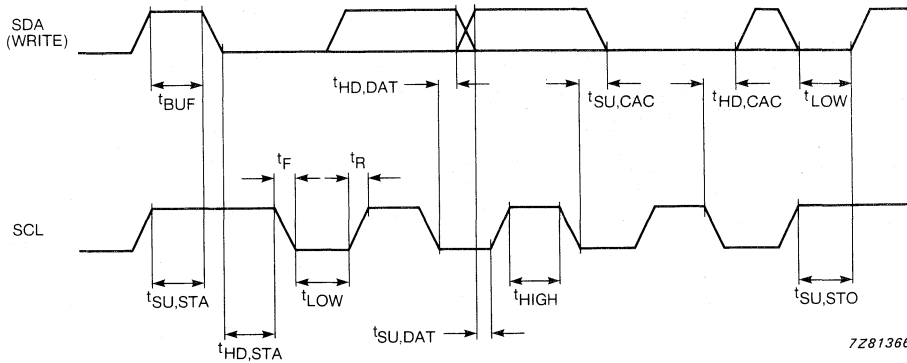 SDA
(WRITE)
tBUF
tHD,DAT
tSU,CAC
tHD,CAC
tLOW
tF
tR
SCL
tSU,STA
tHD,STA
tLOW
tSU,DAT
tHIGH
tSU,STO
7Z81366